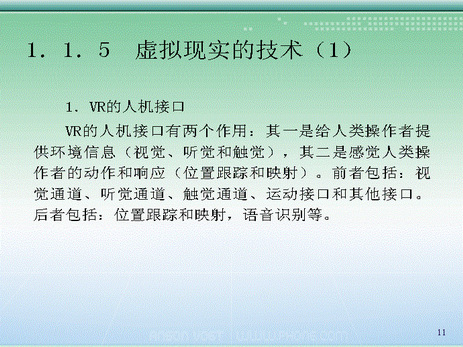 1．1．5　虚拟现实的技术（1）
1．VR的人机接口
VR的人机接口有两个作用：其一是给人类操作者提
供环境信息（视觉、听觉和触觉），其二是感觉人类操
作者的动作和响应（位置跟踪和映射）。前者包括：视
觉通道、听觉通道、触觉通道、运动接口和其他接口。
后者包括：位置跟踪和映射，语音识别等。
11